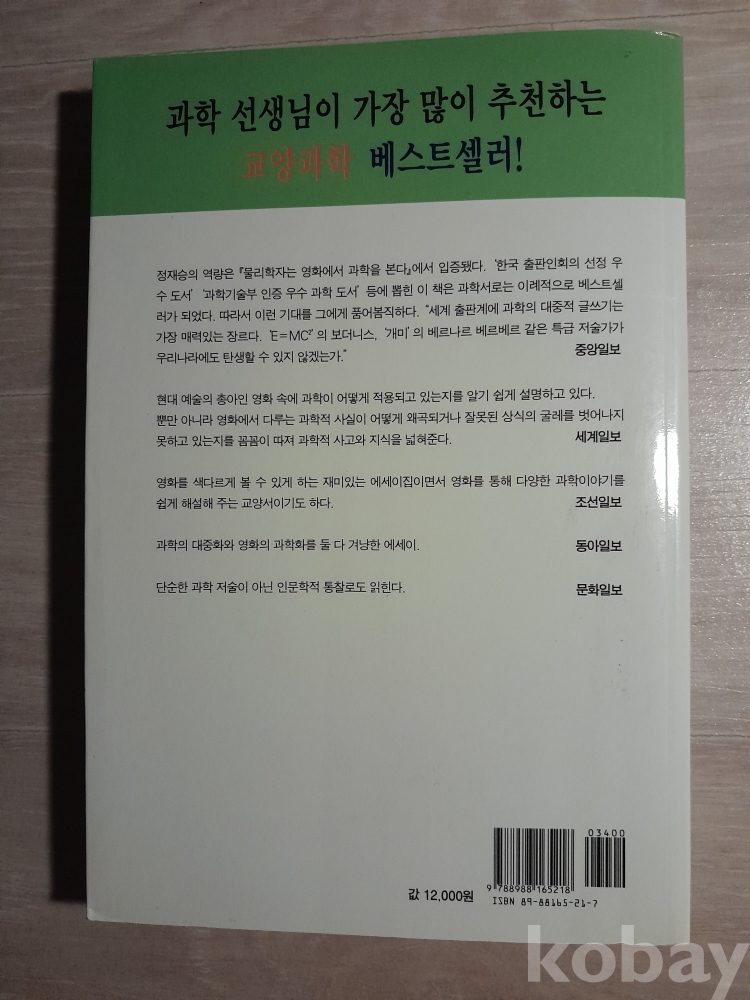 과학 선생님이 가장 많이 추천하는
교양과학 베스트셀러!
정재승의 역량은 『물리학자는 영화에서 과학을 본다』에서 입증됐다. ‘한국 출판인회의 선정 우
수 도서’ ‘과학기술부 인증 우수 과학 도서’ 등에 뽑힌 이 책은 과학서로는 이례적으로 베스트셀
러가 되었다. 따라서 이런 기대를 그에게 품어봄직하다. “세계 출판계에 과학의 대중적 글쓰기는
가장 매력있는 장르다. ‘E=MC²’의 보더니스, ‘개미’의 베르나르 베르베르 같은 특급 저술가가
우리나라에도 탄생할 수 있지 않겠는가.” 중앙일보
현대 예술의 총아인 영화 속에 과학이 어떻게 적용되고 있는지를 알기 쉽게 설명하고 있다.
뿐만 아니라 영화에서 다루는 과학적 사실이 어떻게 왜곡되거나 잘못된 상식의 굴레를 벗어나지
못하고 있는지를 꼼꼼이 따져 과학적 사고와 지식을 넓혀준다. 세계일보
영화를 색다르게 볼 수 있게 하는 재미있는 에세이집이면서 영화를 통해 다양한 과학이야기를
쉽게 해설해 주는 교양서이기도 하다. 조선일보
과학의 대중화와 영화의 과학화를 둘 다 겨냥한 에세이. 동아일보
단순한 과학 저술이 아닌 인문학적 통찰로도 읽힌다. 문화일보
03400
9 788988 165218
값 12,000원
ISBN 89-88165-21-7
kobay